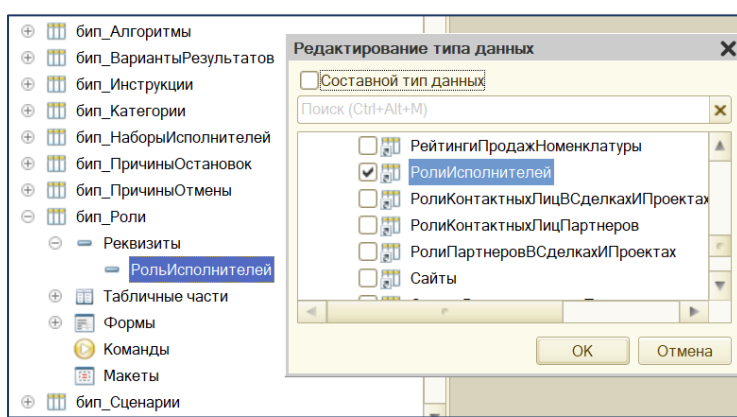 бип_Алгоритмы
бип_ВариантыРезультатов
бип_Инструкции
бип_Категории
бип_НаборыИсполнителей
бип_ПричиныОстановок
бип_ПричиныОтмены
бип_Роли
Реквизиты
РольИсполнителей
Табличные части
Формы
Команды
Макеты
бип_Сценарии
Редактирование типа данных
Составной тип данных
Поиск (Ctrl+Alt+M)
РейтингиПродажНоменклатуры
РолиИсполнителей
РолиКонтактныхЛицВСделкахИПроектах
РолиКонтактныхЛицПартнеров
РолиПартнеровВСделкахИПроектах
Сайты
OK
Отмена